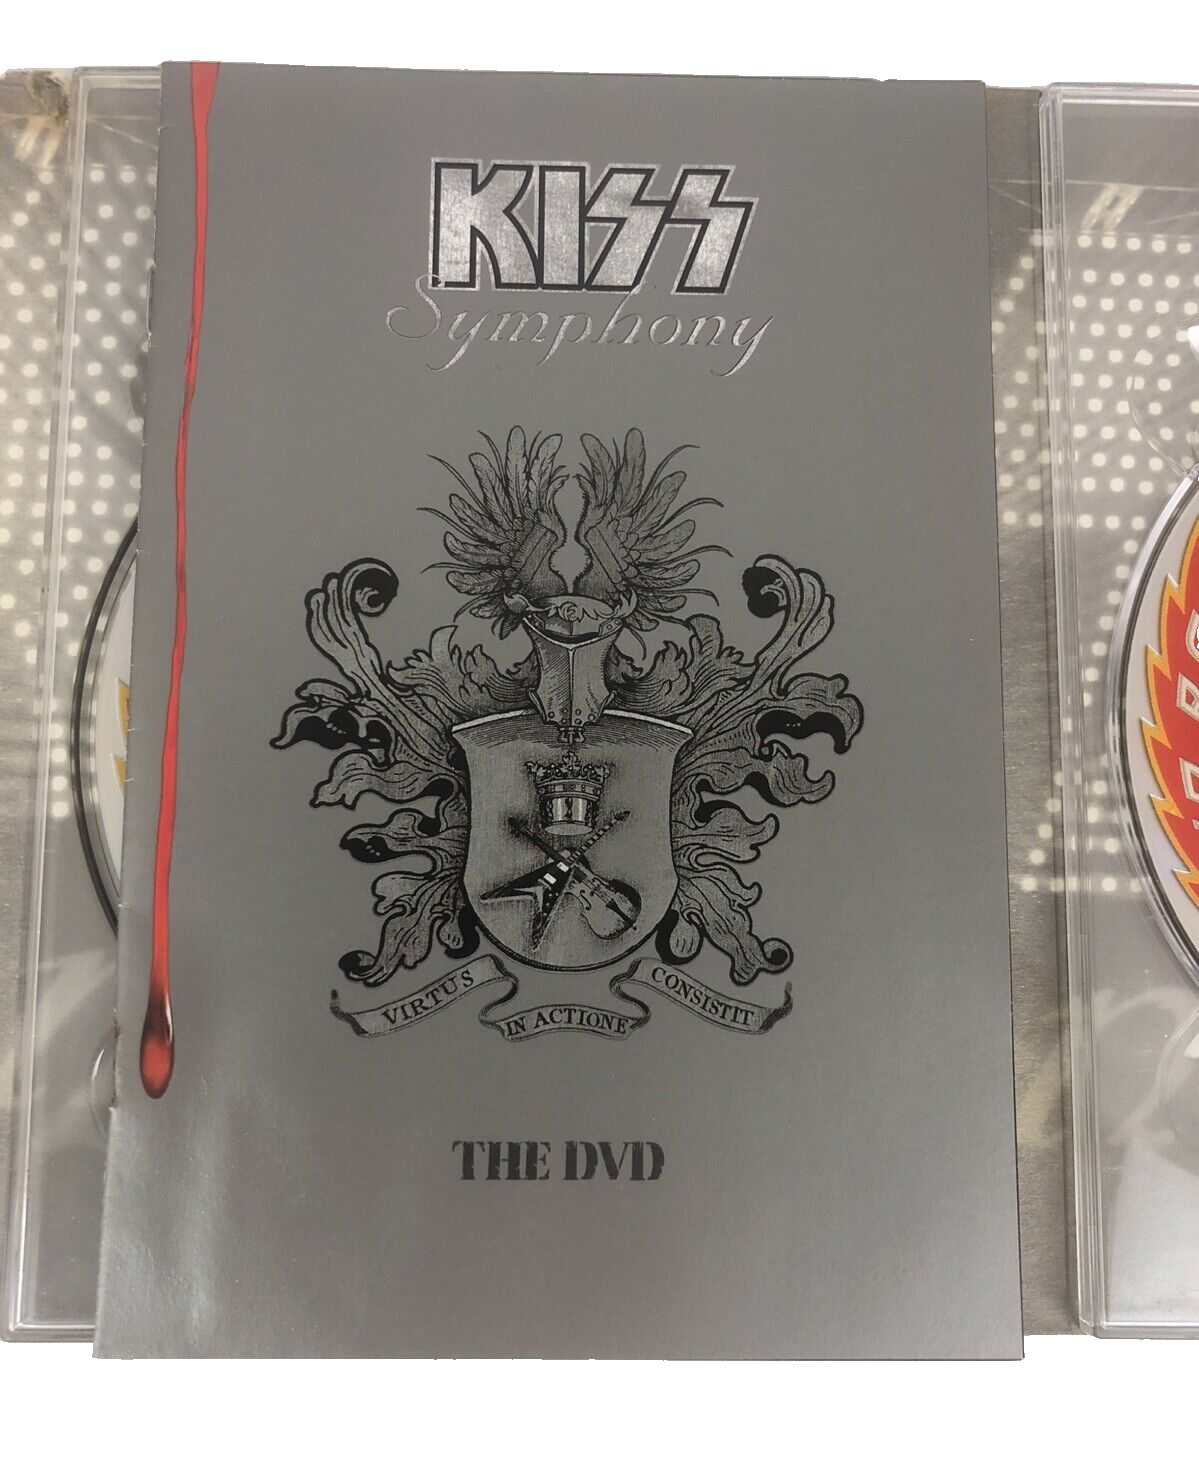 KISS
Symphony
VIRTUS
IN ACTIONE
CONSISTIT
THE DVD